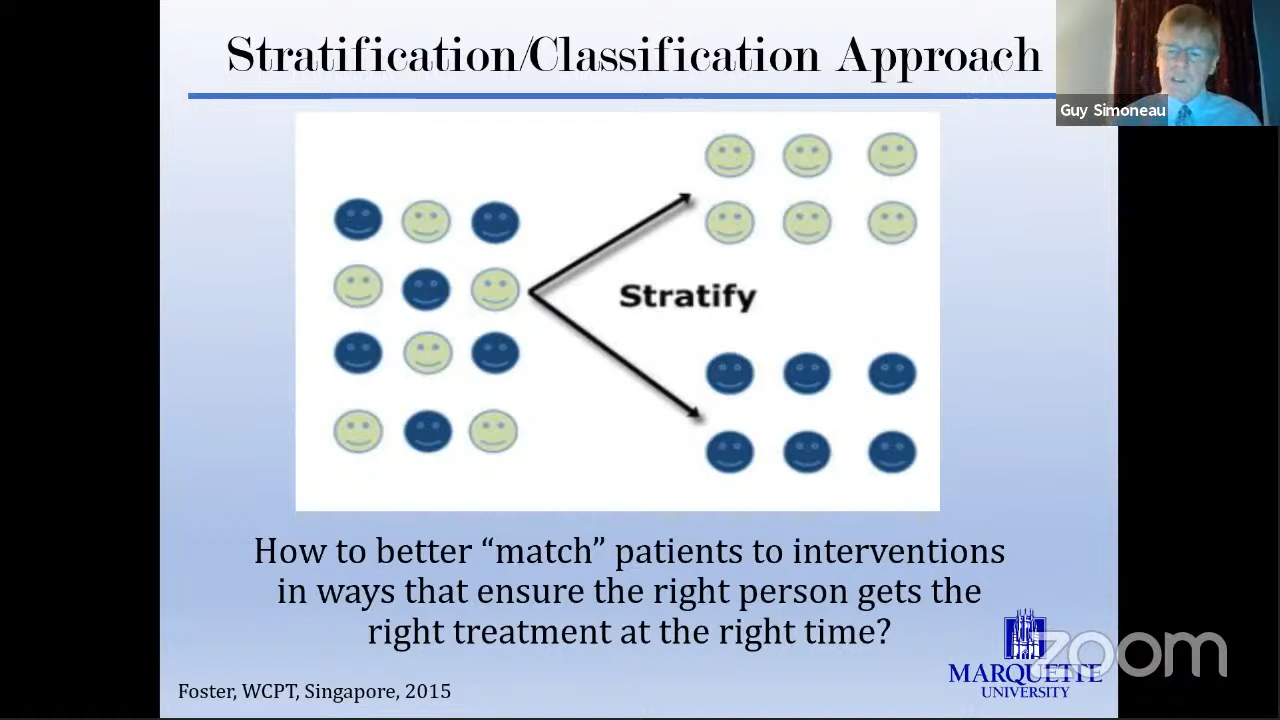 Stratification/Classification Approach
Guy Simoneau
Stratify
How to better “match” patients to interventions
in ways that ensure the right person gets the
right treatment at the right time?
zoom
MARQUETTE
UNIVERSITY
Foster, WCPT, Singapore, 2015